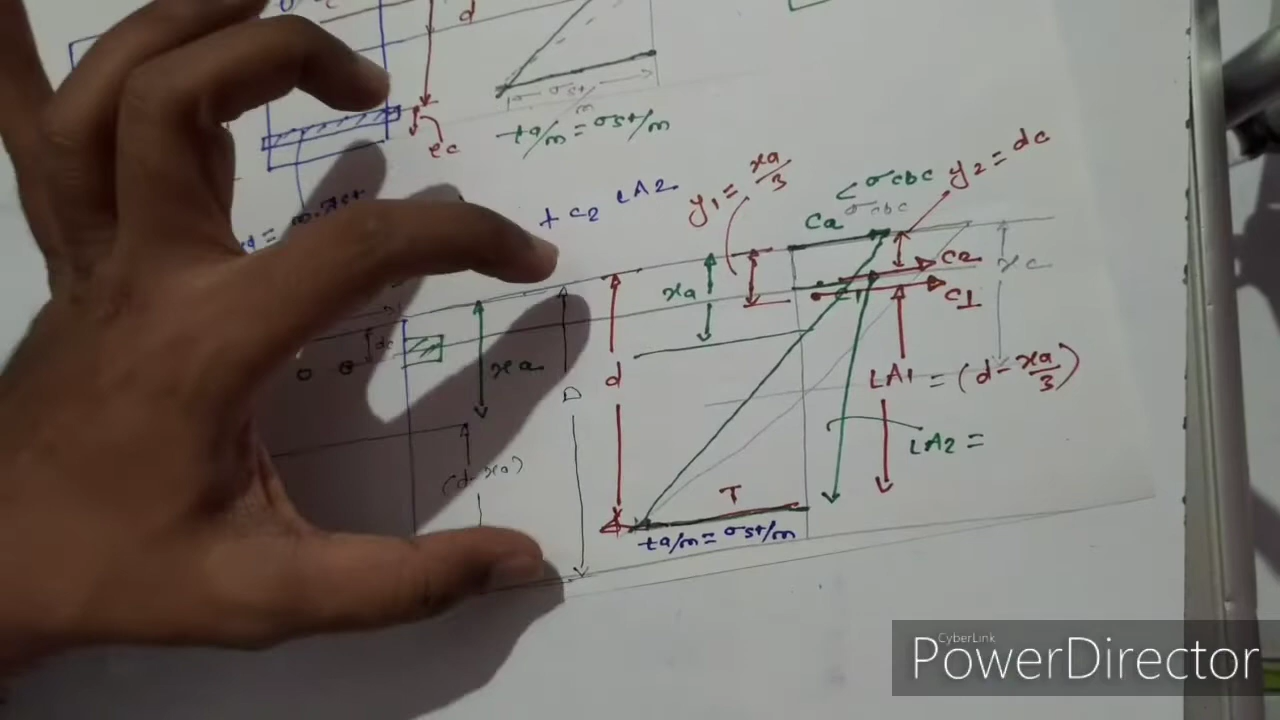 d
σst/m
ta/m = σst/m
ec
m.Ast
+ C2 LA2
y1 = xa/3
< σcbc
y2 = dc
Ca
σcbc
C2
xc
xa
C1
C1
dc
xa
d
D
LA1 = (d - xa/3)
LA2 =
(d-xa)
T
ta/m = σst/m
CyberLink
PowerDirector